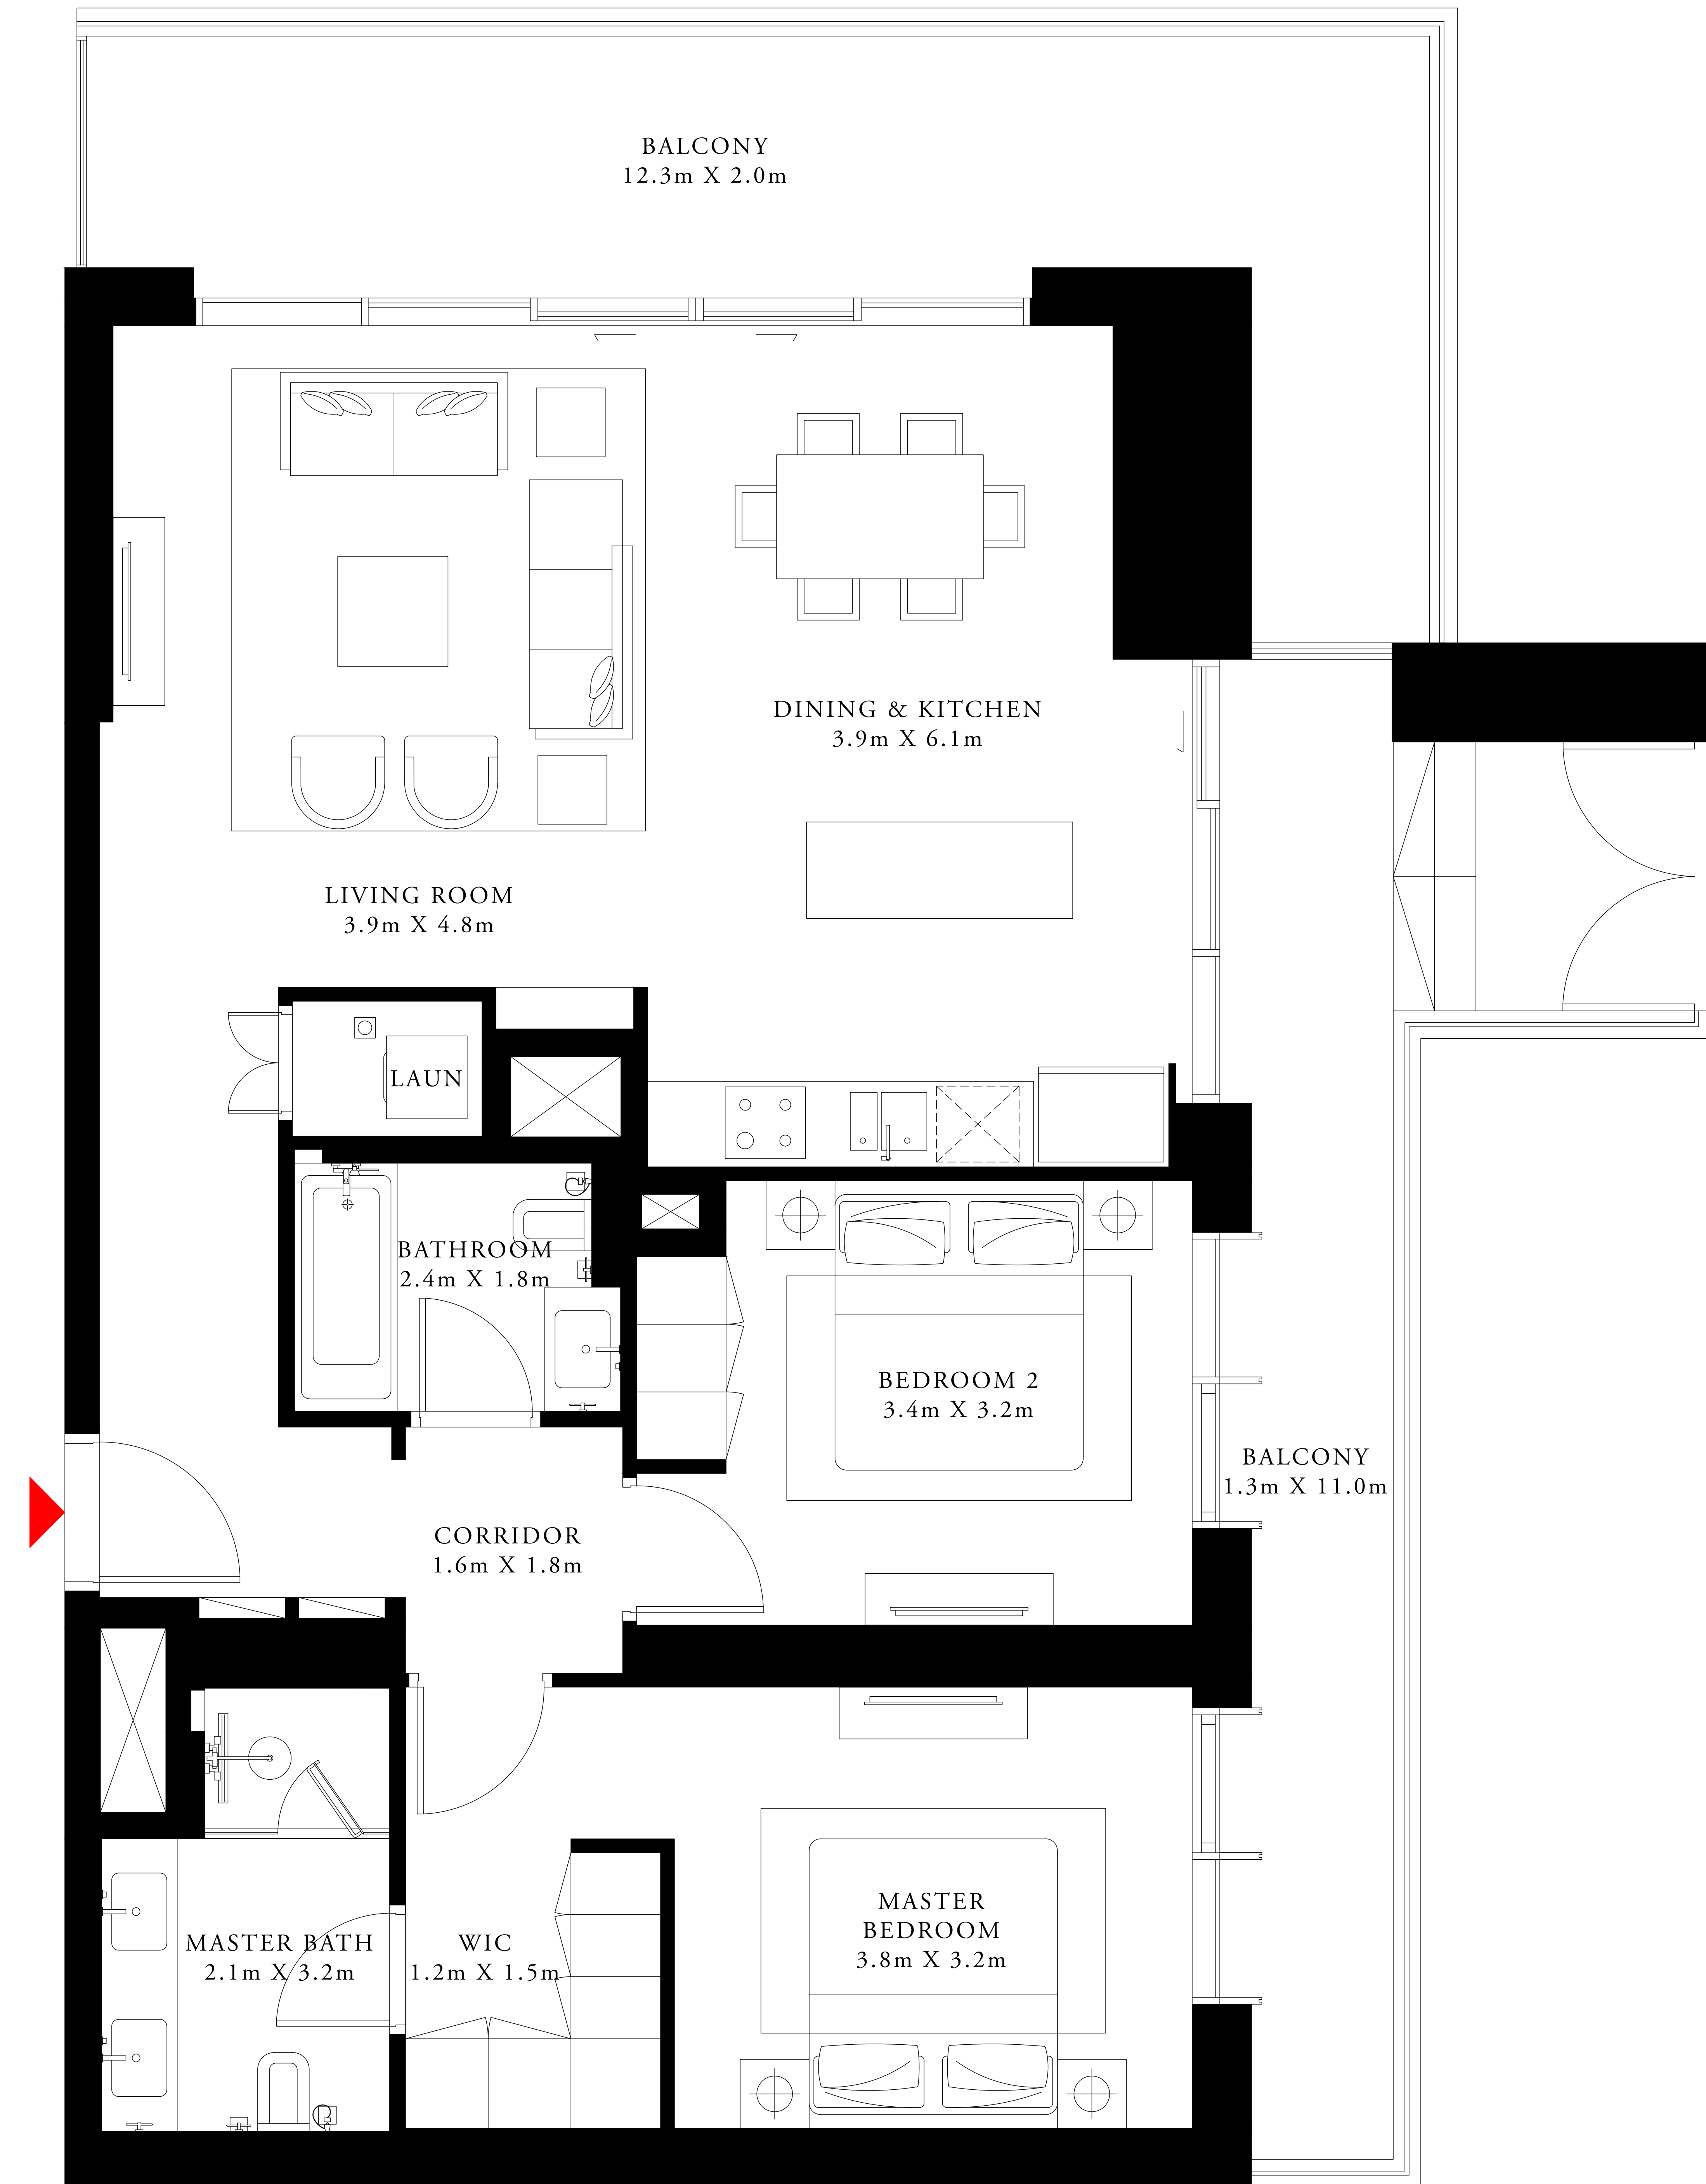 BALCONY
12.3m X 2.0m
DINING & KITCHEN
3.9m X 6.1m
LIVING ROOM
3.9m X 4.8m
LAUN
BATHROOM
2.4m X 1.8m
BEDROOM 2
3.4m X 3.2m
BALCONY
1.3m X 11.0m
CORRIDOR
1.6m X 1.8m
MASTER
BEDROOM
3.8m X 3.2m
MASTER BATH
2.1m X 3.2m
WIC
1.2m X 1.5m